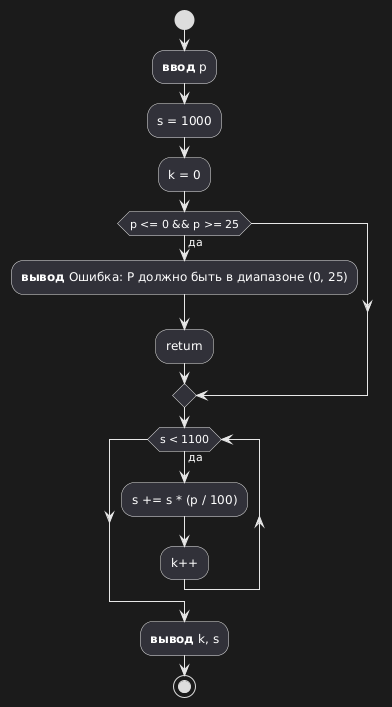 ввод p
s = 1000
k = 0
p <= 0 && p >= 25
да
вывод Ошибка: P должно быть в диапазоне (0, 25)
return
s < 1100
да
s += s * (p / 100)
k++
вывод k, s